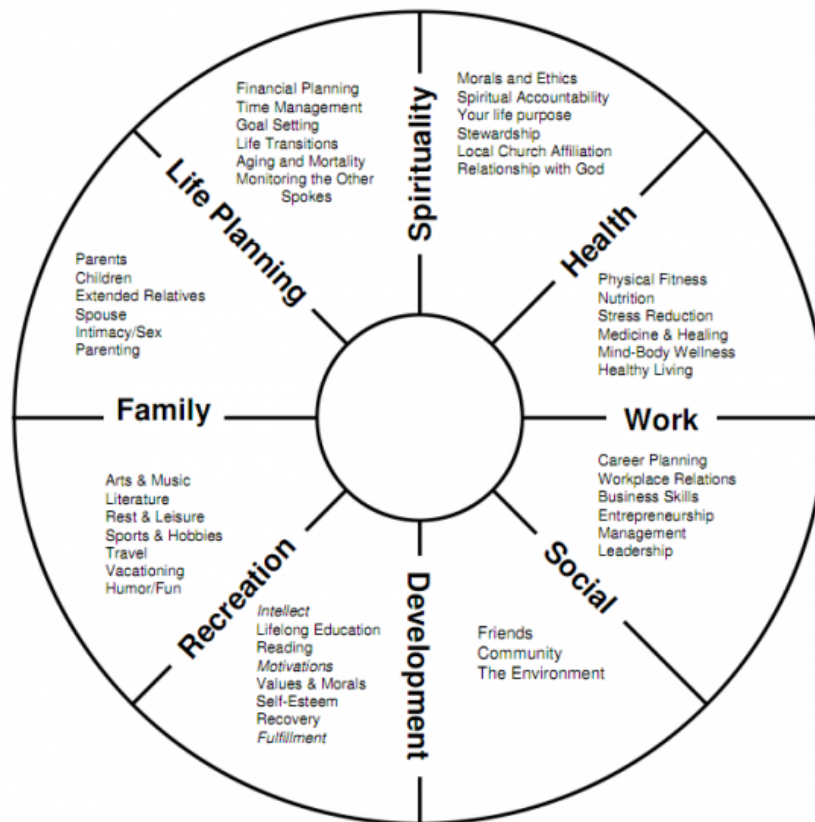 Spirituality
Morals and Ethics
Spiritual Accountability
Your life purpose
Stewardship
Local Church Affiliation
Relationship with God
Health
Physical Fitness
Nutrition
Stress Reduction
Medicine & Healing
Mind-Body Wellness
Healthy Living
Work
Career Planning
Workplace Relations
Business Skills
Entrepreneurship
Management
Leadership
Social
Friends
Community
The Environment
Development
Intellect
Lifelong Education
Reading
Motivations
Values & Morals
Self-Esteem
Recovery
Fulfillment
Recreation
Arts & Music
Literature
Rest & Leisure
Sports & Hobbies
Travel
Vacationing
Humor/Fun
Family
Parents
Children
Extended Relatives
Spouse
Intimacy/Sex
Parenting
Life Planning
Financial Planning
Time Management
Goal Setting
Life Transitions
Aging and Mortality
Monitoring the Other
Spokes